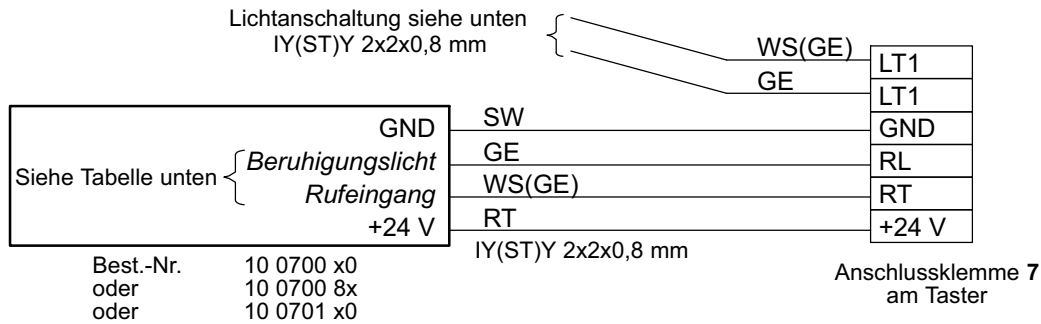 Lichtanschaltung siehe unten
IY(ST)Y 2x2x0,8 mm
WS(GE)
LT1
GE
LT1
GND
SW
GND
Siehe Tabelle unten
Beruhigungslicht
GE
RL
Rufeingang
WS(GE)
RT
+24 V
RT
+24 V
IY(ST)Y 2x2x0,8 mm
Best.-Nr. 10 0700 x0
oder 10 0700 8x
oder 10 0701 x0
Anschlussklemme 7
am Taster